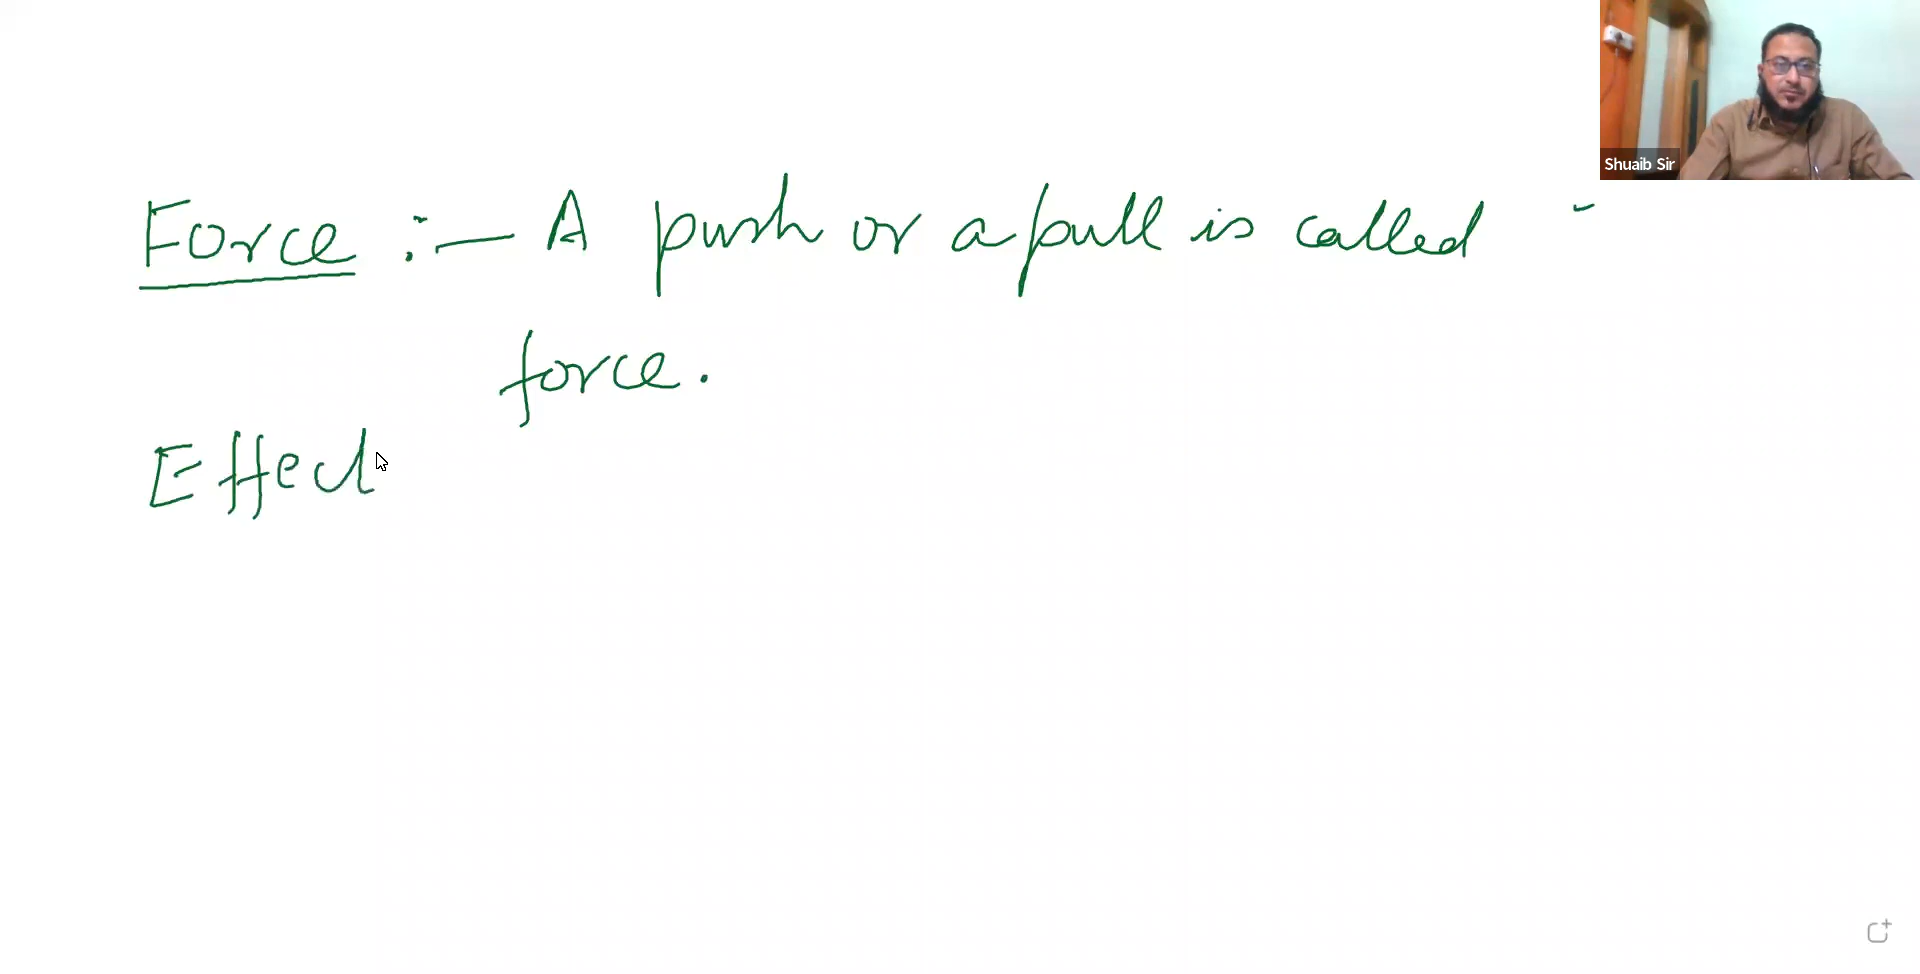 Shuaib Sir
Force :— A push or a pull is called
force.
Effect